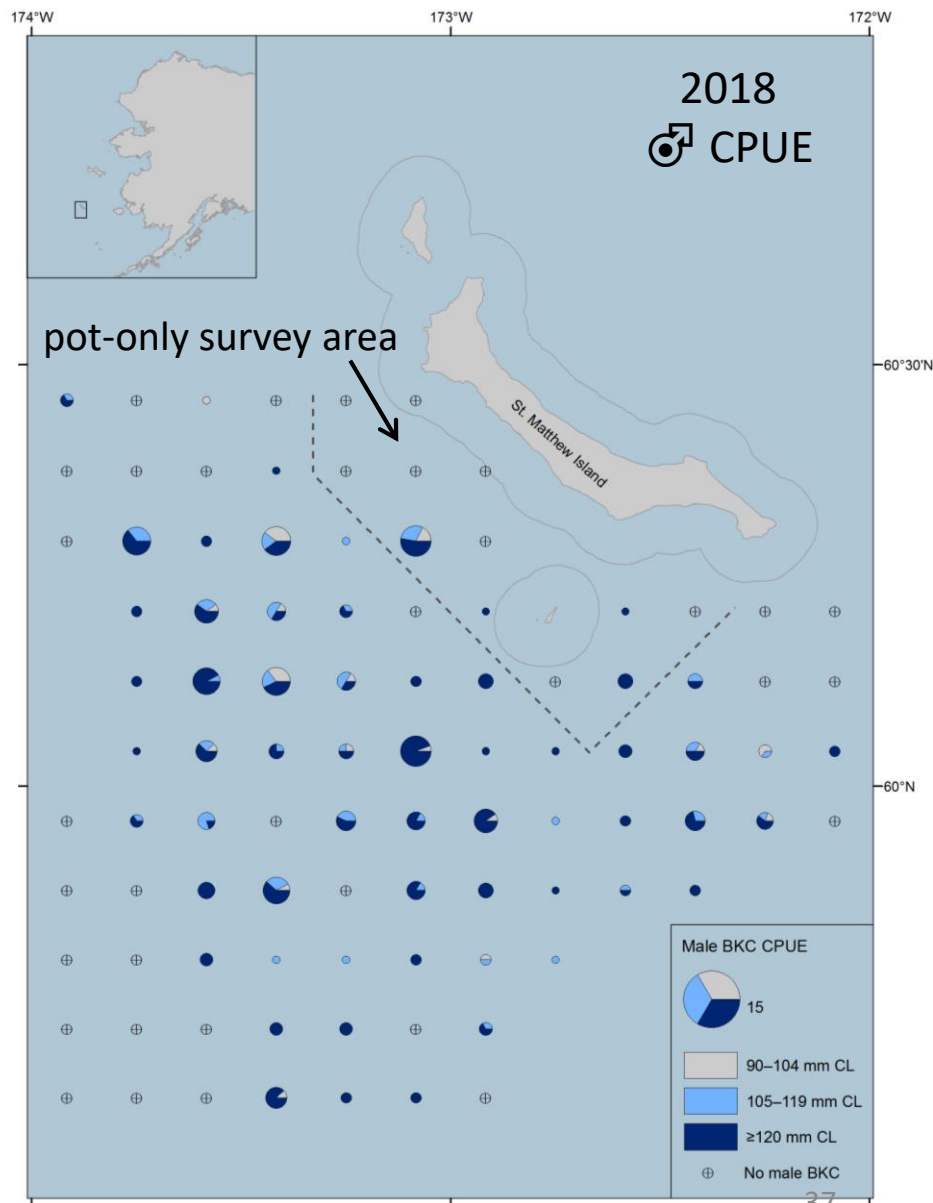 174°W
173°W
172°W
2018
CPUE
pot-only survey area
60°30'N
St. Matthew Island
60°N
Male BKC CPUE
15
90–104 mm CL
105–119 mm CL
≥120 mm CL
No male BKC
37